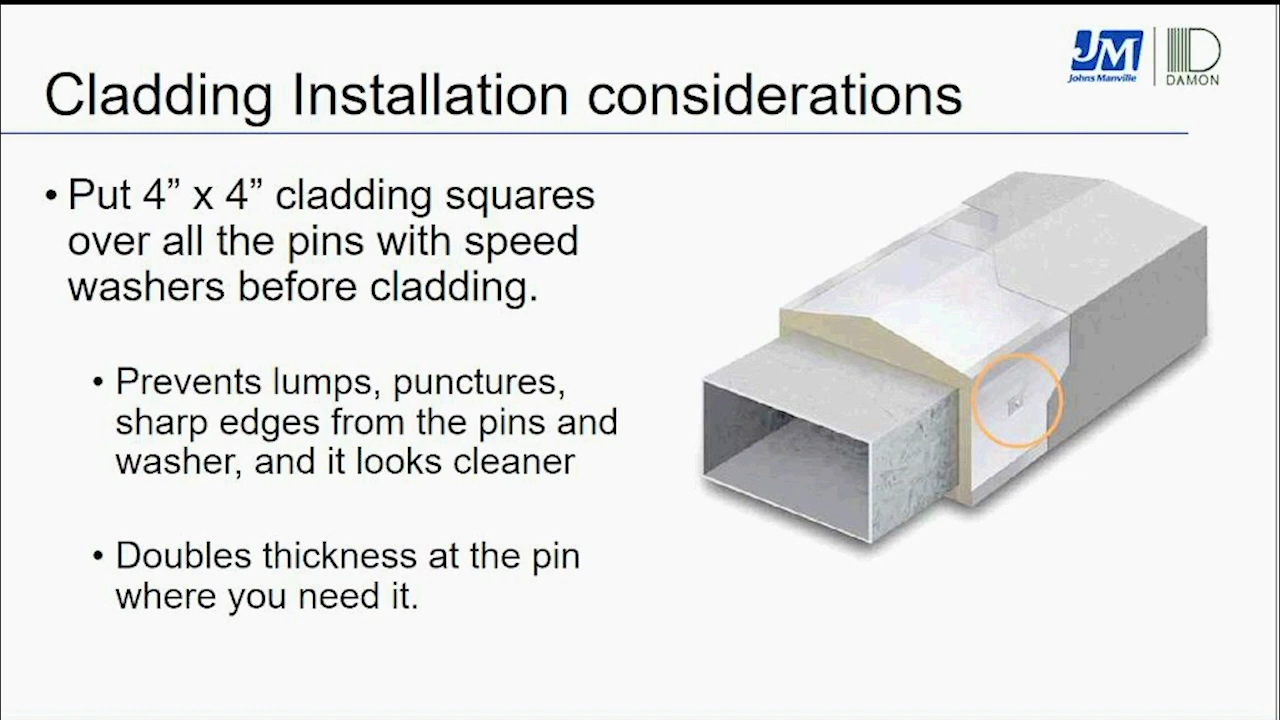 JM
Johns Manville
DAMON
Cladding Installation considerations
• Put 4” x 4” cladding squares
over all the pins with speed
washers before cladding.
• Prevents lumps, punctures,
sharp edges from the pins and
washer, and it looks cleaner
• Doubles thickness at the pin
where you need it.